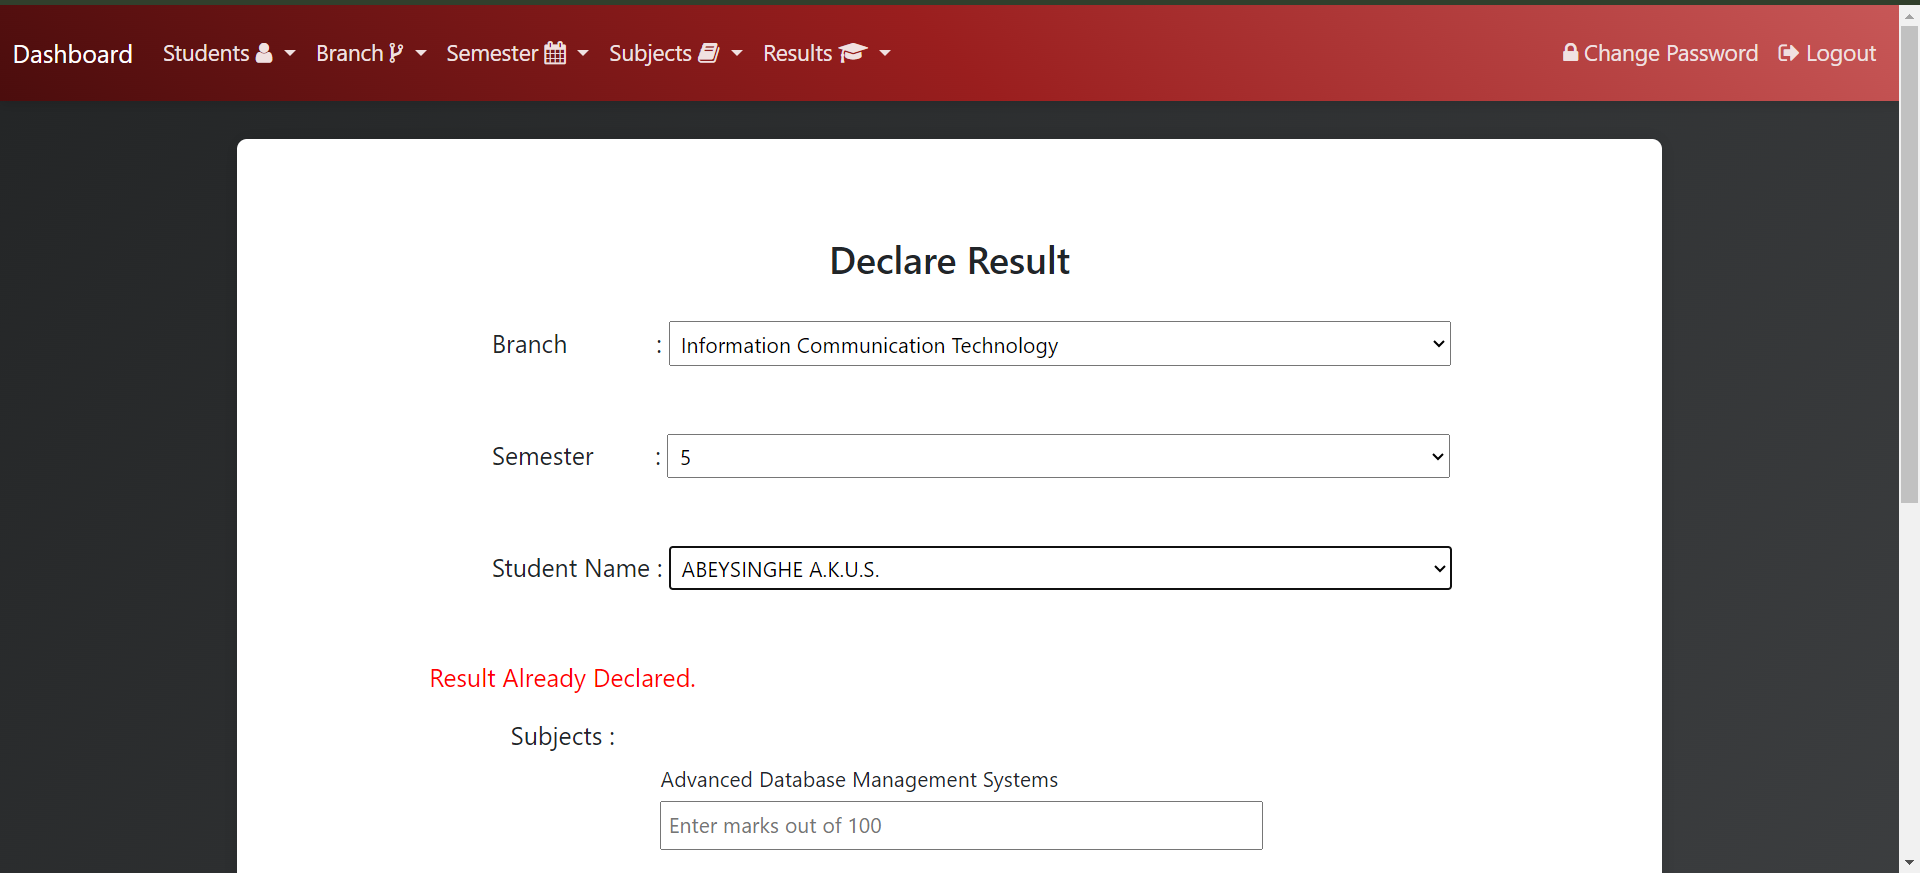 Dashboard Students Branch Semester Subjects Results Change Password Logout
Declare Result
Branch : Information Communication Technology
Semester : 5
Student Name : ABEYSINGHE A.K.U.S.
Result Already Declared.
Subjects :
Advanced Database Management Systems
Enter marks out of 100